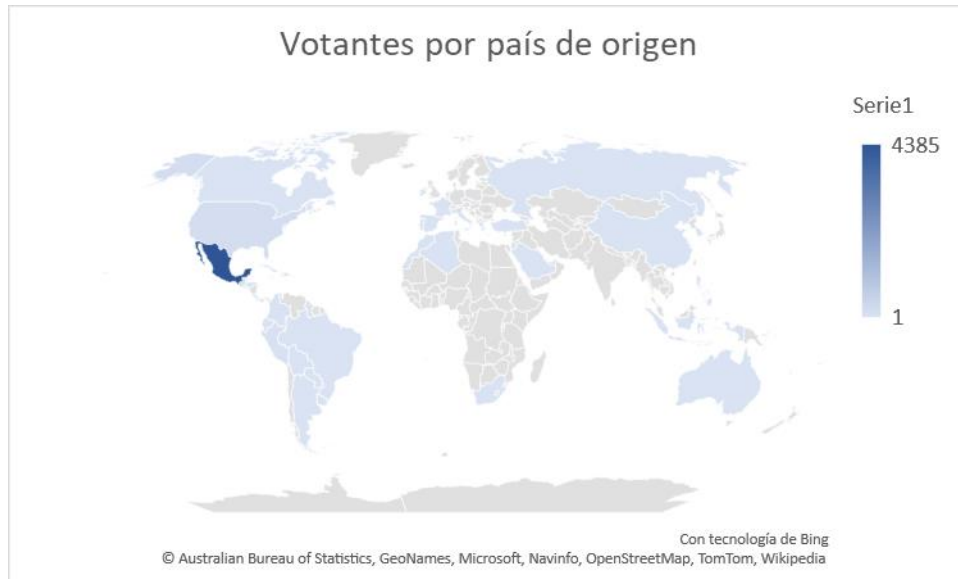 Votantes por país de origen
Serie1
4385
1
Con tecnología de Bing
© Australian Bureau of Statistics, GeoNames, Microsoft, Navinfo, OpenStreetMap, TomTom, Wikipedia